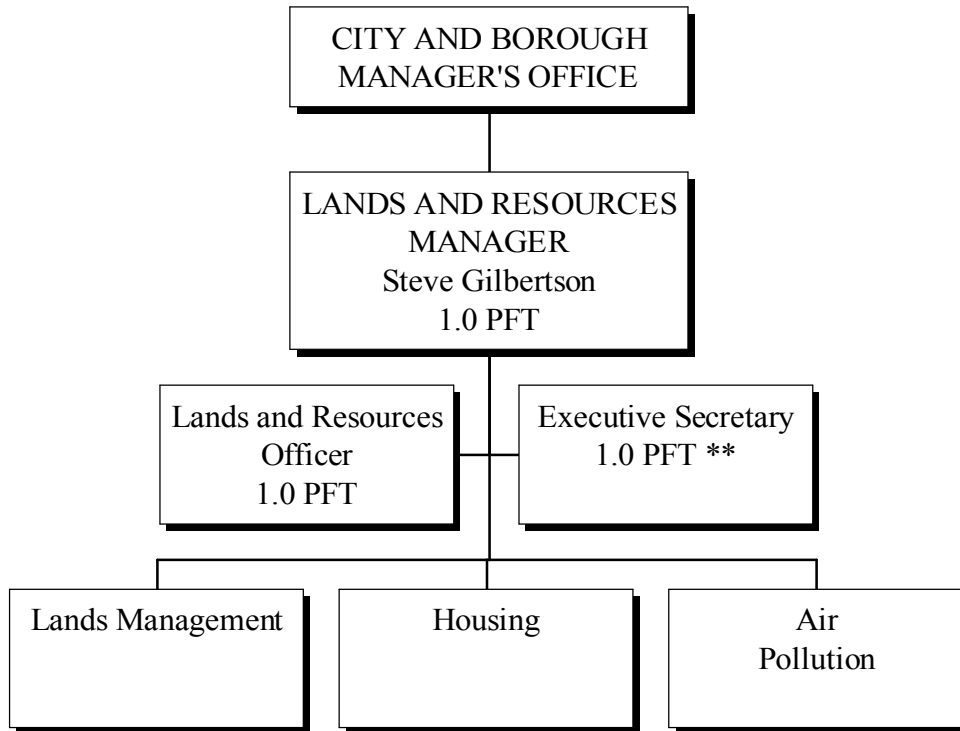 CITY AND BOROUGH
MANAGER'S OFFICE
LANDS AND RESOURCES
MANAGER
Steve Gilbertson
1.0 PFT
Lands and Resources
Officer
1.0 PFT
Executive Secretary
1.0 PFT **
Lands Management
Housing
Air
Pollution